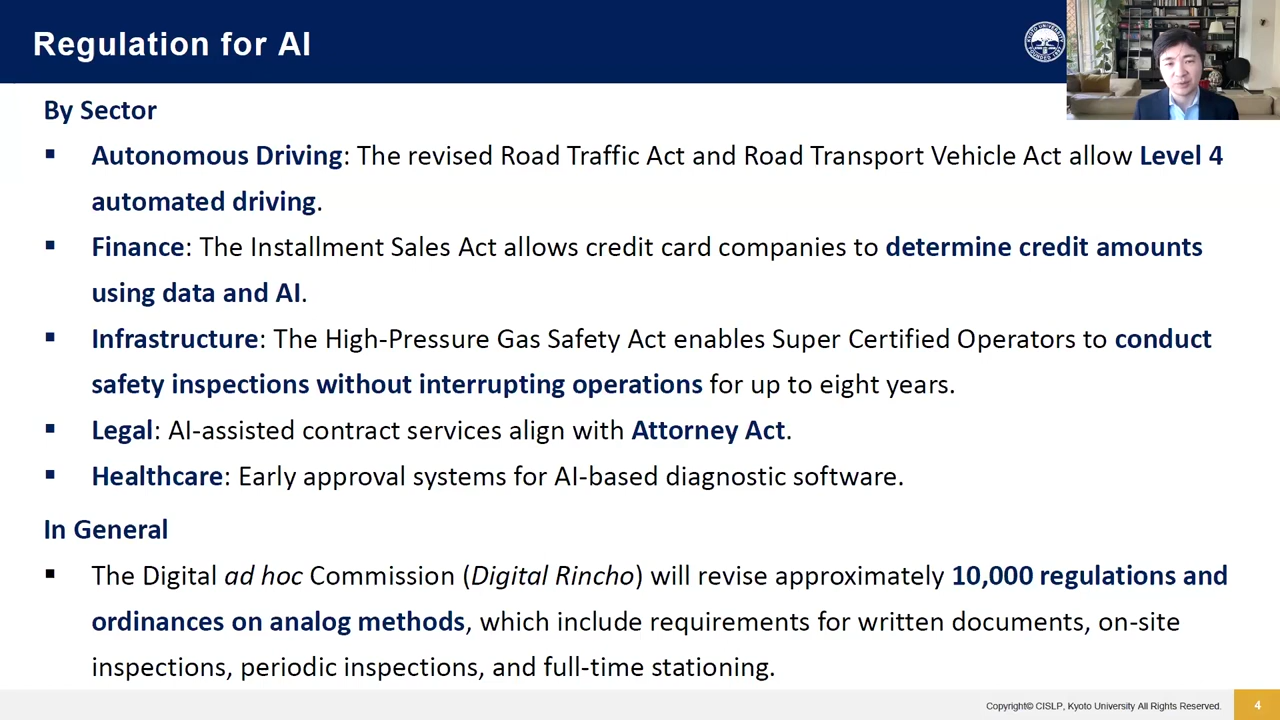 Regulation for AI
KYOTO UNIVERSITY
By Sector
▪ Autonomous Driving: The revised Road Traffic Act and Road Transport Vehicle Act allow Level 4
automated driving.
▪ Finance: The Installment Sales Act allows credit card companies to determine credit amounts
using data and AI.
▪ Infrastructure: The High-Pressure Gas Safety Act enables Super Certified Operators to conduct
safety inspections without interrupting operations for up to eight years.
▪ Legal: AI-assisted contract services align with Attorney Act.
▪ Healthcare: Early approval systems for AI-based diagnostic software.
In General
▪ The Digital ad hoc Commission (Digital Rincho) will revise approximately 10,000 regulations and
ordinances on analog methods, which include requirements for written documents, on-site
inspections, periodic inspections, and full-time stationing.
Copyright© CISLP, Kyoto University All Rights Reserved.
4